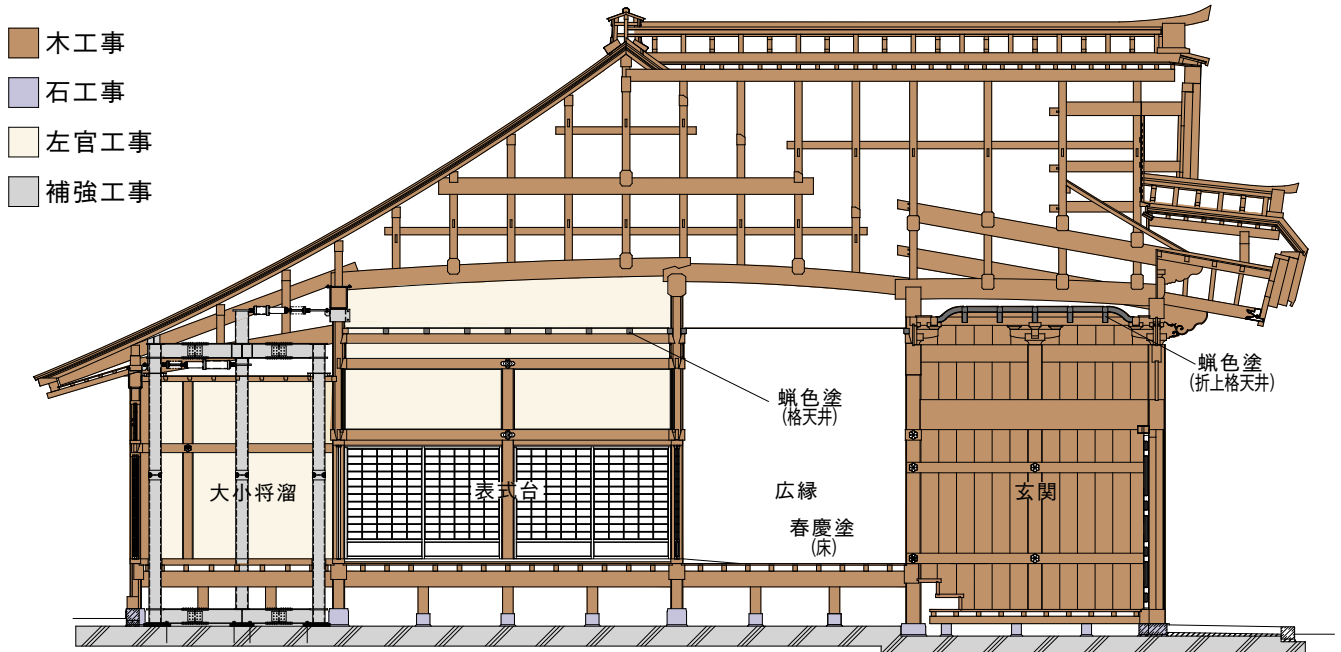 木工事
石工事
左官工事
補強工事
蝋色塗
(折上格天井)
蝋色塗
(格天井)
大小将溜
表式台
広縁
玄関
春慶塗
(床)